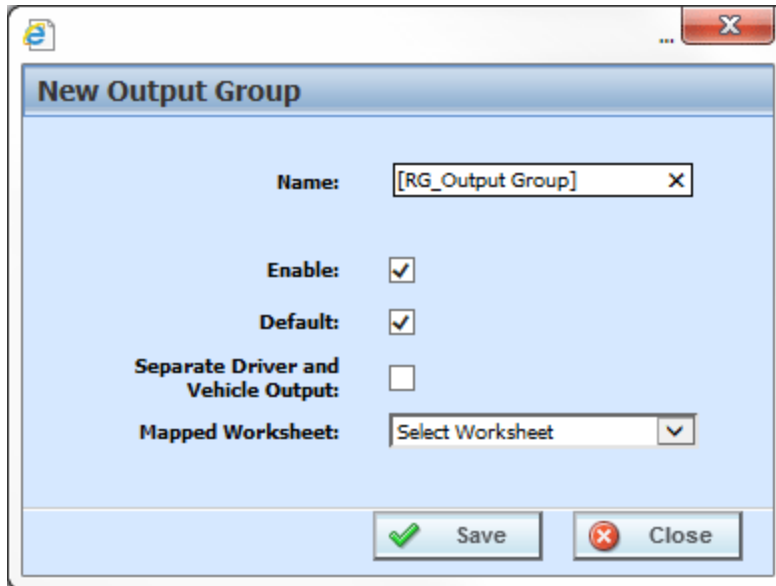 ...
New Output Group
Name: [RG_Output Group]
Enable:
Default:
Separate Driver and
Vehicle Output:
Mapped Worksheet: Select Worksheet
Save Close